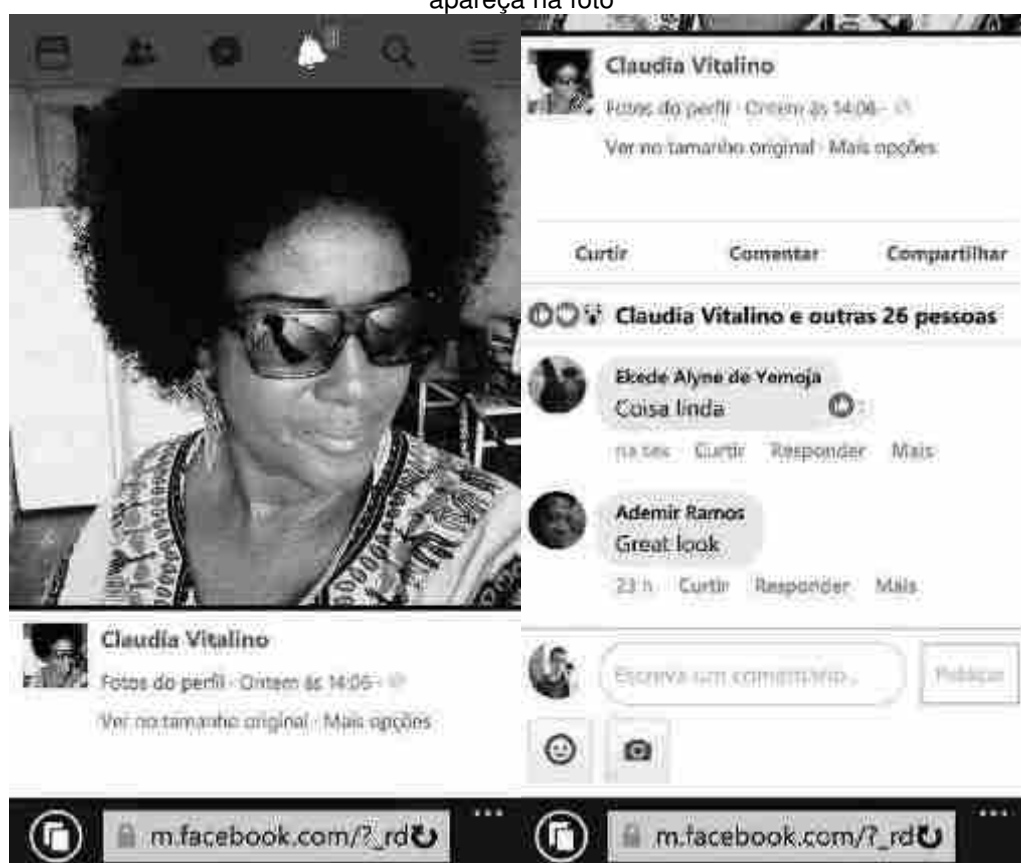 apareça na foto
Claudia Vitalino
Fotos do perfil · Ontem às 14:06 ·
Ver no tamanho original · Mais opções
m.facebook.com/?_rd
Claudia Vitalino
Fotos do perfil · Ontem às 14:06 ·
Ver no tamanho original · Mais opções
Curtir Comentar Compartilhar
Claudia Vitalino e outras 26 pessoas
Ekede Alyne de Yemoja
Coisa linda
na sex Curtir Responder Mais
Ademir Ramos
Great look
23 h Curtir Responder Mais
Escreva um comentário...
Publicar
m.facebook.com/?_rd